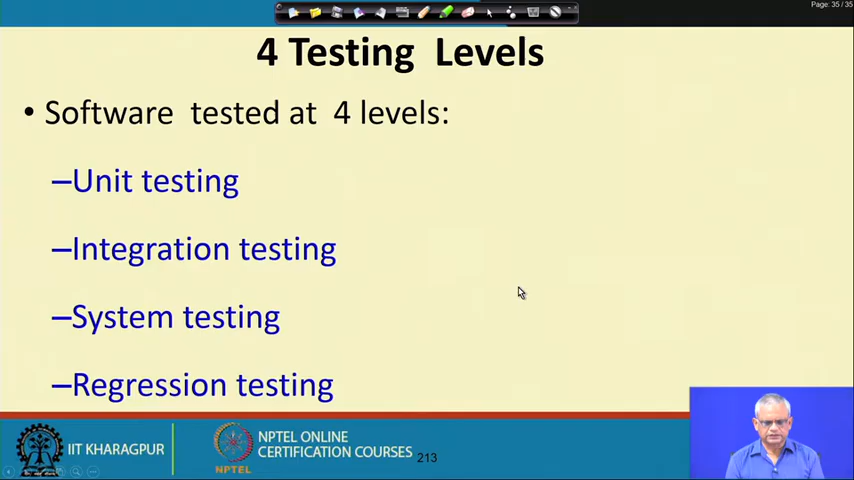 Page: 35 / 35
4 Testing Levels
• Software tested at 4 levels:
–Unit testing
–Integration testing
–System testing
–Regression testing
IIT KHARAGPUR
NPTEL
NPTEL ONLINE
CERTIFICATION COURSES
213